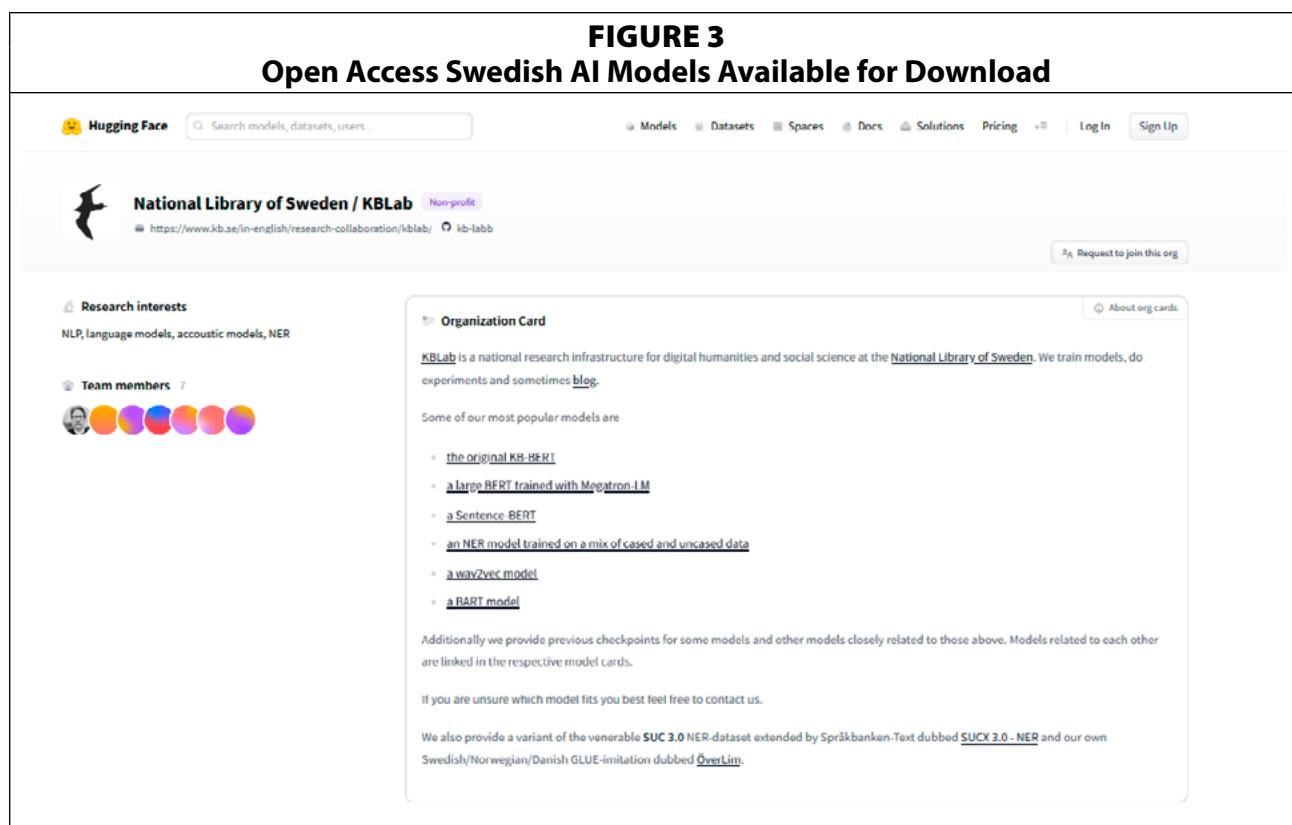 FIGURE 3
Open Access Swedish AI Models Available for Download
Hugging Face
Search models, datasets, users...
Models Datasets Spaces Docs Solutions Pricing Log In Sign Up
National Library of Sweden / KBLab Non-profit
https://www.kb.se/in-english/research-collaboration/kblab/ kb-labb
Request to join this org
Research interests
NLP, language models, accoustic models, NER
Team members 7
Organization Card
About org cards
KBLab is a national research infrastructure for digital humanities and social science at the National Library of Sweden. We train models, do
experiments and sometimes blog.
Some of our most popular models are
the original KB-BERT
a large BERT trained with Megatron-LM
a Sentence-BERT
an NER model trained on a mix of cased and uncased data
a wav2vec model
a BART model
Additionally we provide previous checkpoints for some models and other models closely related to those above. Models related to each other
are linked in the respective model cards.
If you are unsure which model fits you best feel free to contact us.
We also provide a variant of the venerable SUC 3.0 NER-dataset extended by Språkbanken-Text dubbed SUCX 3.0 - NER and our own
Swedish/Norwegian/Danish GLUE-imitation dubbed ÖverLim.